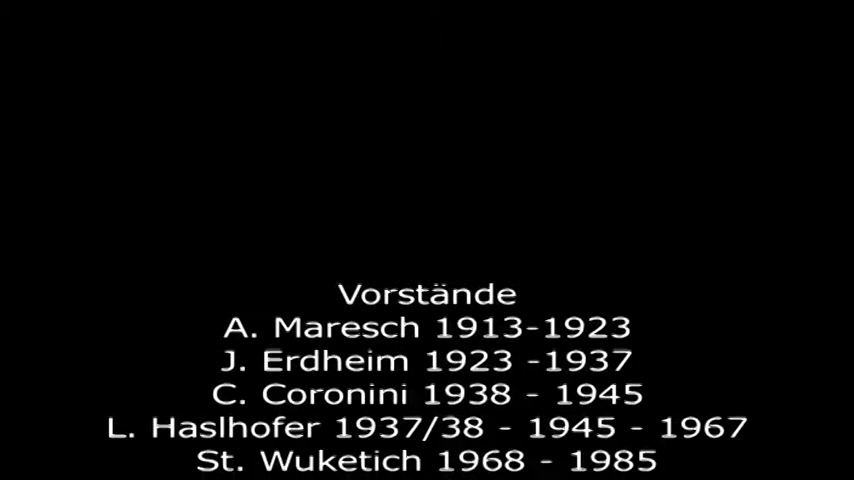 Vorstände
A. Maresch 1913-1923
J. Erdheim 1923 -1937
C. Coronini 1938 - 1945
L. Haslhofer 1937/38 - 1945 - 1967
St. Wuketich 1968 - 1985